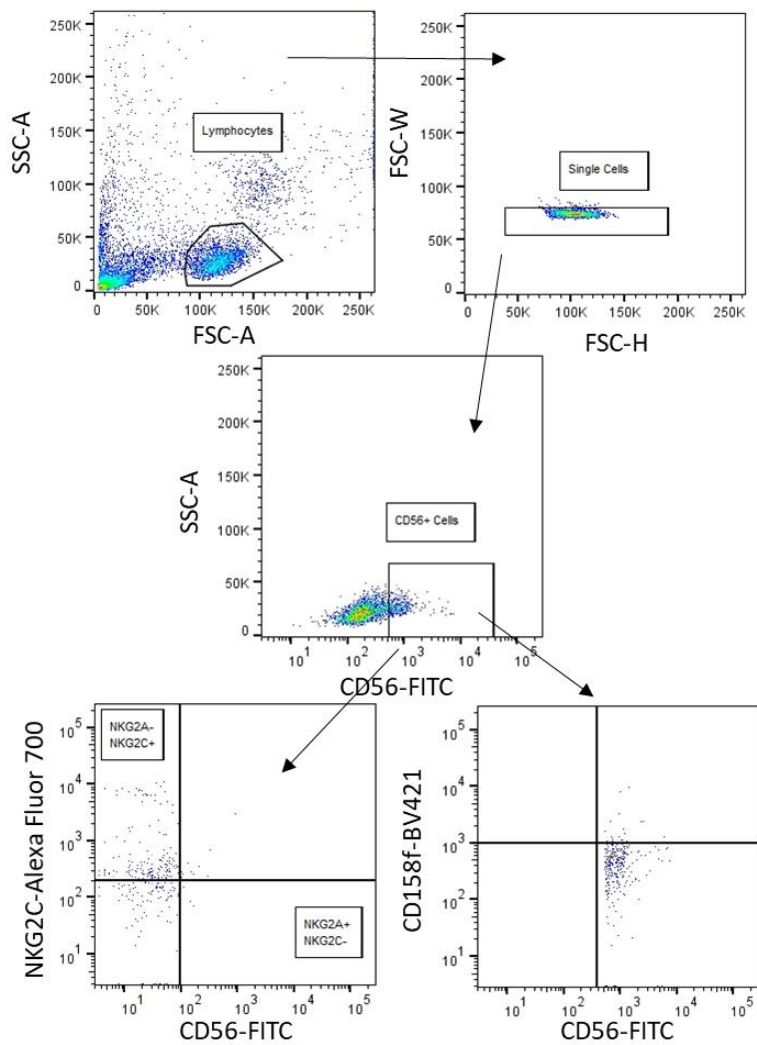 SSC-A
250K
200K
150K
100K
50K
0
Lymphocytes
0 50K 100K 150K 200K 250K
FSC-A
FSC-W
250K
200K
150K
100K
50K
0
Single Cells
0 50K 100K 150K 200K 250K
FSC-H
SSC-A
250K
200K
150K
100K
50K
0
CD56+ Cells
10^1 10^2 10^3 10^4 10^5
CD56-FITC
NKG2C-Alexa Fluor 700
10^5
10^4
10^3
10^2
10^1
NKG2A-
NKG2C+
NKG2A+
NKG2C-
10^1 10^2 10^3 10^4 10^5
CD56-FITC
CD158f-BV421
10^5
10^4
10^3
10^2
10^1
10^1 10^2 10^3 10^4 10^5
CD56-FITC